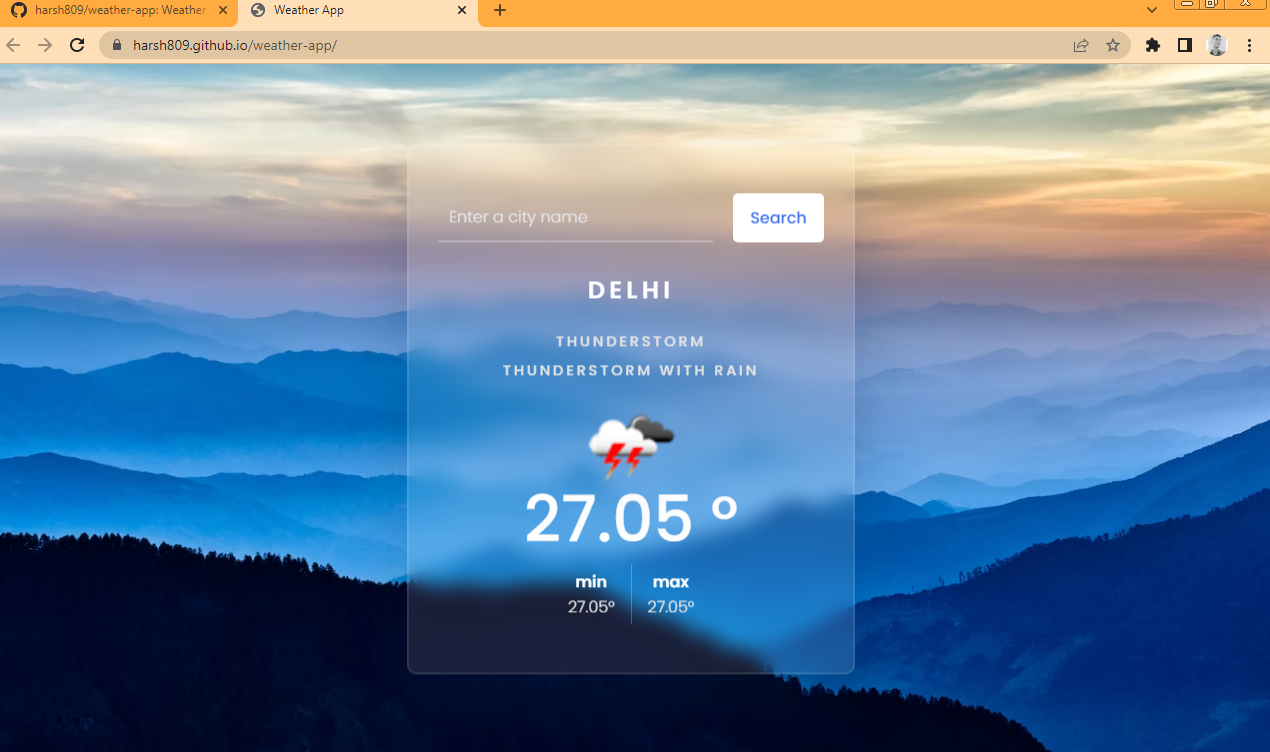 harsh809/weather-app: Weather
Weather App
harsh809.github.io/weather-app/
Enter a city name
Search
DELHI
THUNDERSTORM
THUNDERSTORM WITH RAIN
27.05 °
min max
27.05° 27.05°